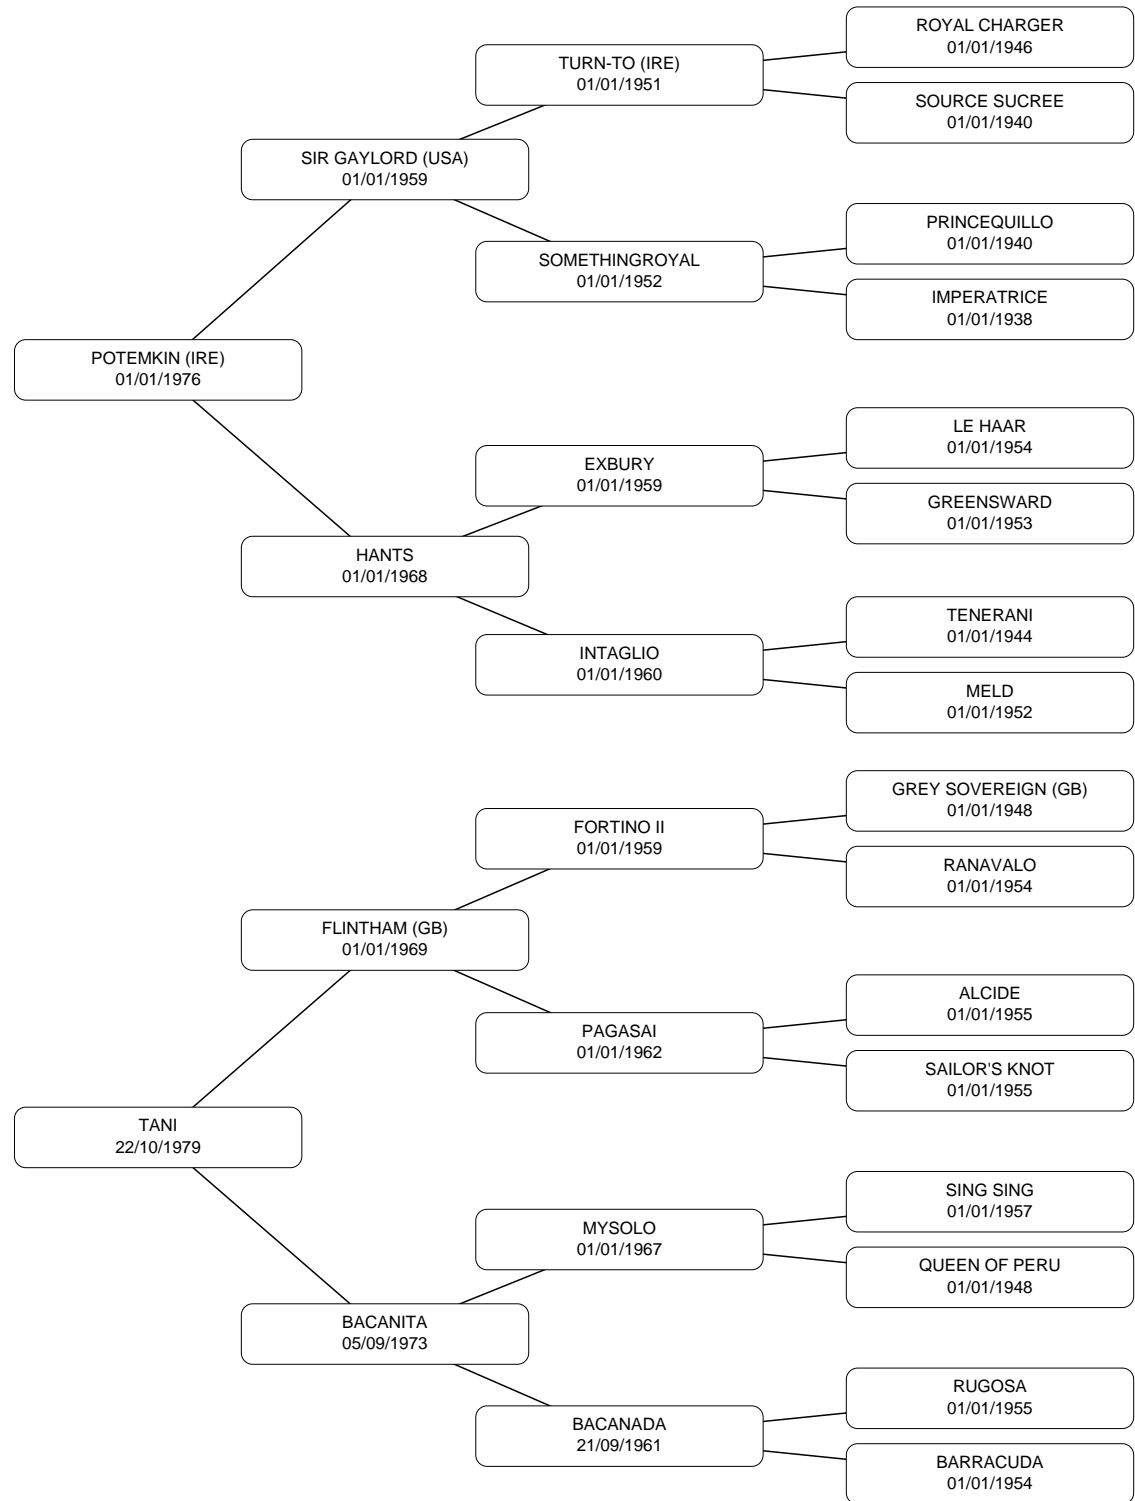 ROYAL CHARGER
01/01/1946
TURN-TO (IRE)
01/01/1951
SOURCE SUCREE
01/01/1940
SIR GAYLORD (USA)
01/01/1959
PRINCEQUILLO
01/01/1940
SOMETHINGROYAL
01/01/1952
IMPERATRICE
01/01/1938
POTEMKIN (IRE)
01/01/1976
LE HAAR
01/01/1954
EXBURY
01/01/1959
GREENSWARD
01/01/1953
HANTS
01/01/1968
TENERANI
01/01/1944
INTAGLIO
01/01/1960
MELD
01/01/1952
GREY SOVEREIGN (GB)
01/01/1948
FORTINO II
01/01/1959
RANAVALO
01/01/1954
FLINTHAM (GB)
01/01/1969
ALCIDE
01/01/1955
PAGASAI
01/01/1962
SAILOR'S KNOT
01/01/1955
TANI
22/10/1979
SING SING
01/01/1957
MYSOLO
01/01/1967
QUEEN OF PERU
01/01/1948
BACANITA
05/09/1973
RUGOSA
01/01/1955
BACANADA
21/09/1961
BARRACUDA
01/01/1954